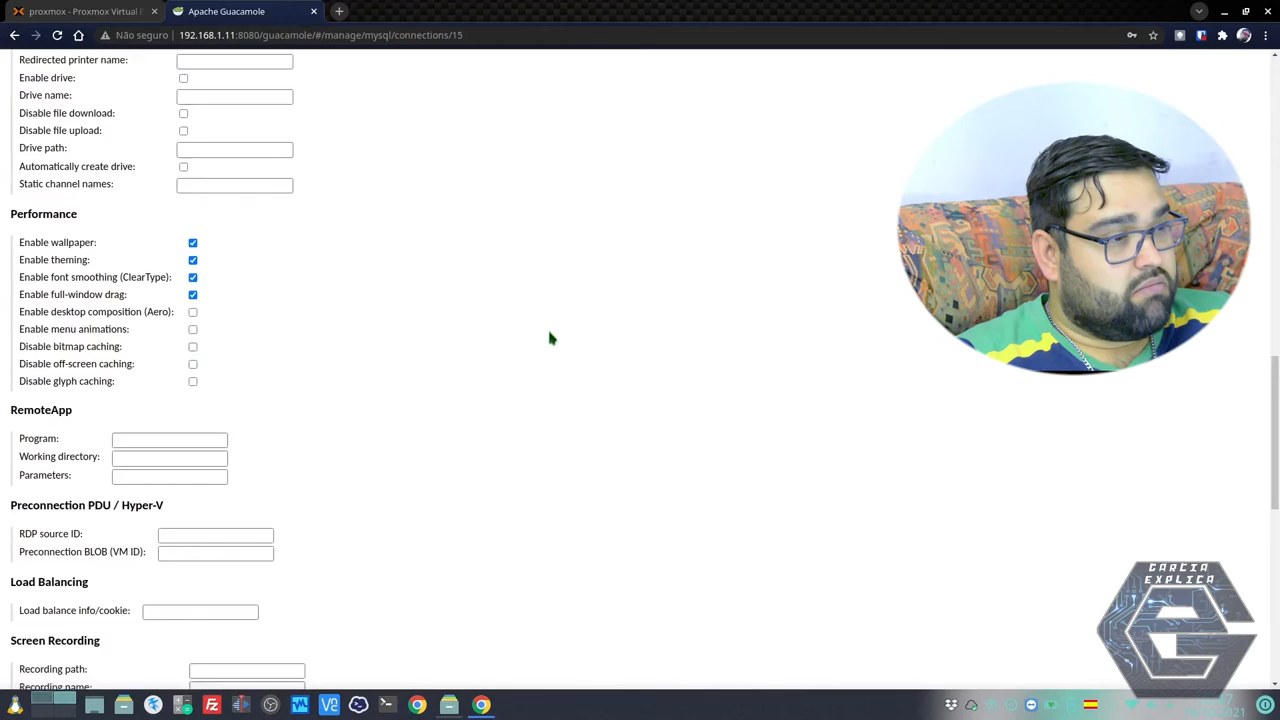 proxmox - Proxmox Virtual E
Apache Guacamole
Não seguro
192.168.1.11:8080/guacamole/#/manage/mysql/connections/15
Redirected printer name:
Enable drive:
Drive name:
Disable file download:
Disable file upload:
Drive path:
Automatically create drive:
Static channel names:
Performance
Enable wallpaper:
Enable theming:
Enable font smoothing (ClearType):
Enable full-window drag:
Enable desktop composition (Aero):
Enable menu animations:
Disable bitmap caching:
Disable off-screen caching:
Disable glyph caching:
RemoteApp
Program:
Working directory:
Parameters:
Preconnection PDU / Hyper-V
RDP source ID:
Preconnection BLOB (VM ID):
Load Balancing
Load balance info/cookie:
Screen Recording
Recording path:
Recording name:
GARCIA
EXPLICA